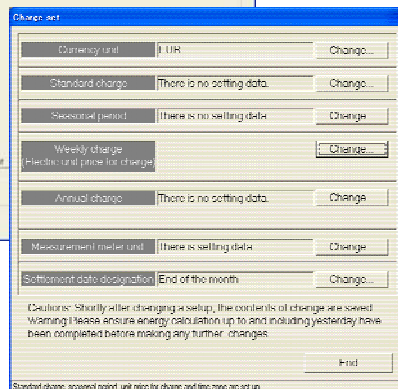 Charge set
Currency unit EUR Change...
Standard charge There is no setting data. Change...
Seasonal period There is no setting data. Change
Weekly charge
(Electric unit price for charge) Change...
Annual charge There is no setting data. Change
Measurement meter unit There is setting data Change
Settlement date designation End of the month Change...
Cautions: Shortly after changing a setup, the contents of change are saved.
Warning:Please ensure energy calculation up to and including yesterday have
been completed before making any further changes.
End
Standard charge, seasonal period, unit price for charge and time zone are set up.